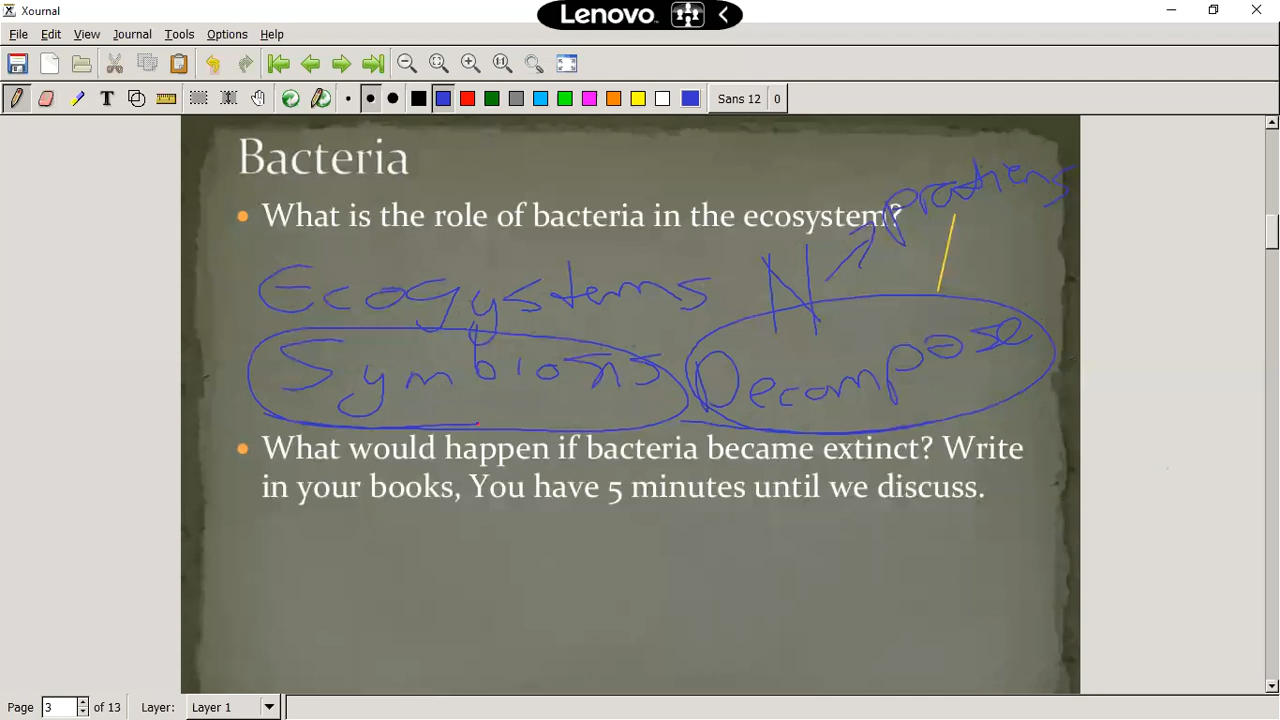 Xournal
Lenovo
File Edit View Journal Tools Options Help
Sans 12 0
Bacteria
What is the role of bacteria in the ecosystem?
Ecosystems N
Decompose
What would happen if bacteria became extinct? Write
in your books, You have 5 minutes until we discuss.
Page 3 of 13 Layer: Layer 1